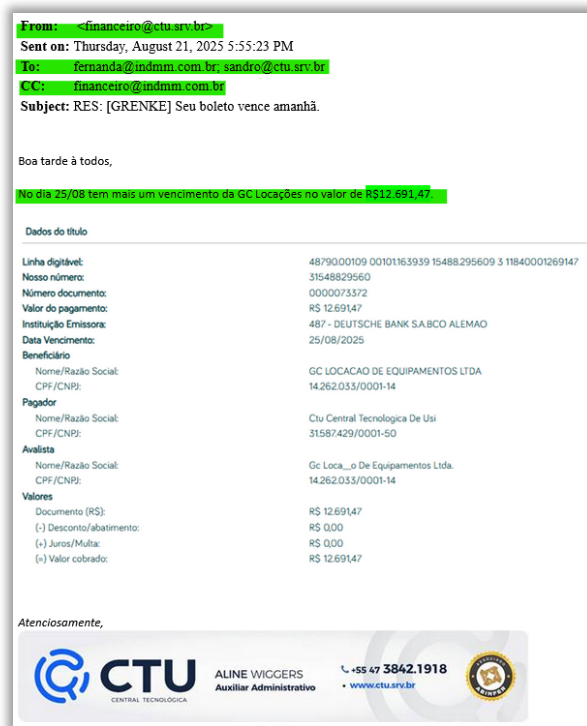 From: <financeiro@ctu.srv.br>
Sent on: Thursday, August 21, 2025 5:55:23 PM
To: fernanda@indmm.com.br; sandro@ctu.srv.br
CC: financeiro@indmm.com.br
Subject: RES: [GRENKE] Seu boleto vence amanhã.
Boa tarde à todos,
No dia 25/08 tem mais um vencimento da GC Locações no valor de R$12.691,47.
Dados do título
Linha digitável: 48790.00109 00101.163939 15488.295609 3 11840001269147
Nosso número: 31548829560
Número documento: 0000073372
Valor do pagamento: R$ 12.691,47
Instituição Emissora: 487 - DEUTSCHE BANK S.A.BCO ALEMAO
Data Vencimento: 25/08/2025
Beneficiário
Nome/Razão Social: GC LOCACAO DE EQUIPAMENTOS LTDA
CPF/CNPJ: 14.262.033/0001-14
Pagador
Nome/Razão Social: Ctu Central Tecnologica De Usi
CPF/CNPJ: 31.587.429/0001-50
Avalista
Nome/Razão Social: Gc Loca__o De Equipamentos Ltda.
CPF/CNPJ: 14.262.033/0001-14
Valores
Documento (R$): R$ 12.691,47
(-) Desconto/abatimento: R$ 0,00
(+) Juros/Multa: R$ 0,00
(=) Valor cobrado: R$ 12.691,47
Atenciosamente,
CTU
CENTRAL TECNOLÓGICA
ALINE WIGGERS
Auxiliar Administrativo
+55 47 3842.1918
• www.ctu.srv.br